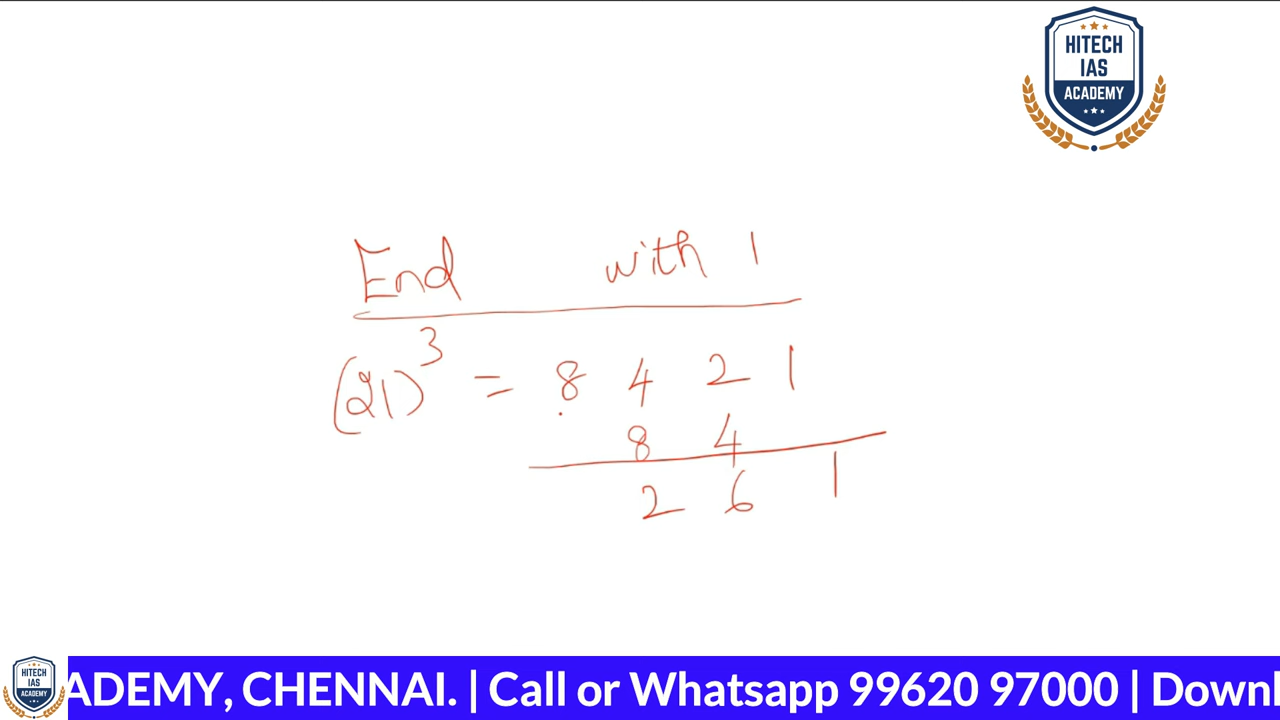 HITECH
IAS
ACADEMY
End with 1
(21)³ = 8 4 2 1
8 4
2 6 1
HITECH
IAS
ACADEMY
ADEMY, CHENNAI. | Call or Whatsapp 99620 97000 | Downl